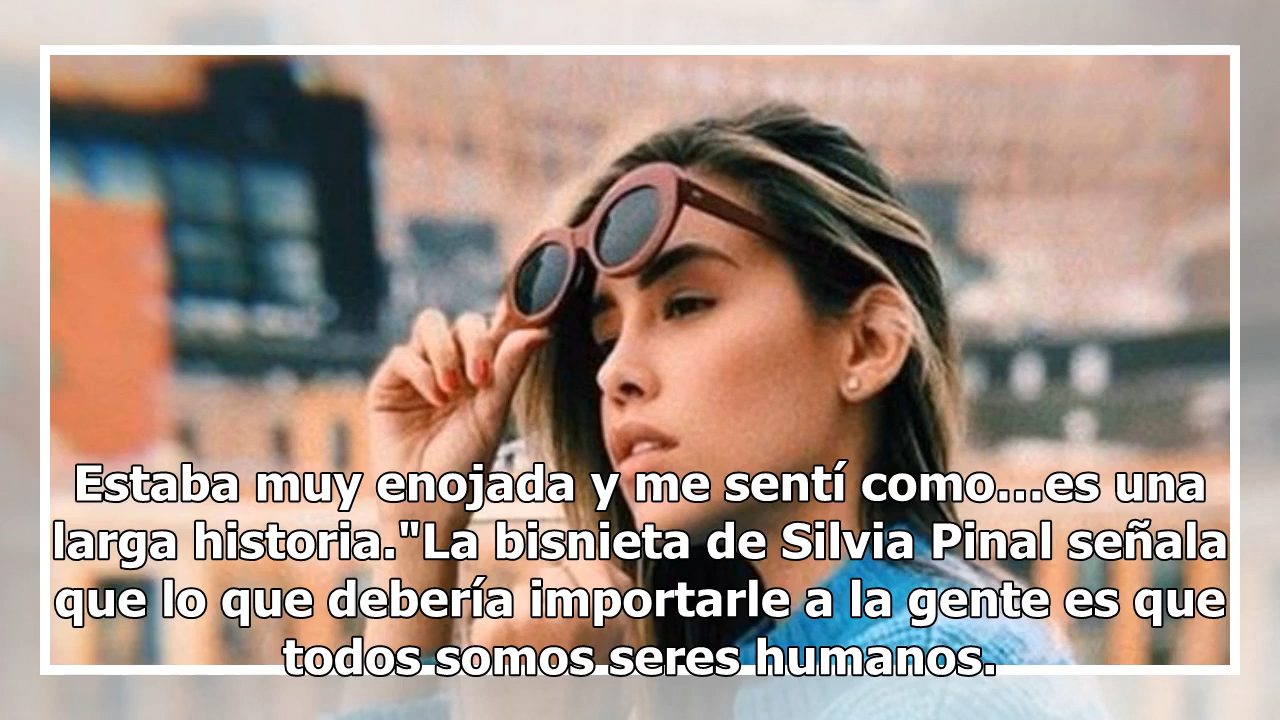 Estaba muy enojada y me sentí como...es una
larga historia."La bisnieta de Silvia Pinal señala
que lo que debería importarle a la gente es que
todos somos seres humanos.